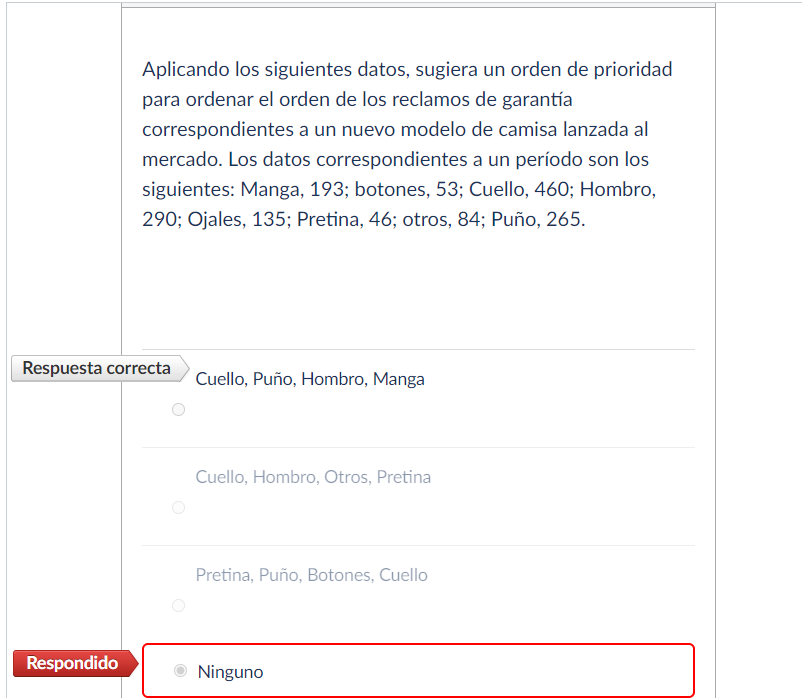 Aplicando los siguientes datos, sugiera un orden de prioridad
para ordenar el orden de los reclamos de garantía
correspondientes a un nuevo modelo de camisa lanzada al
mercado. Los datos correspondientes a un período son los
siguientes: Manga, 193; botones, 53; Cuello, 460; Hombro,
290; Ojales, 135; Pretina, 46; otros, 84; Puño, 265.
Respuesta correcta
Cuello, Puño, Hombro, Manga
Cuello, Hombro, Otros, Pretina
Pretina, Puño, Botones, Cuello
Respondido
Ninguno